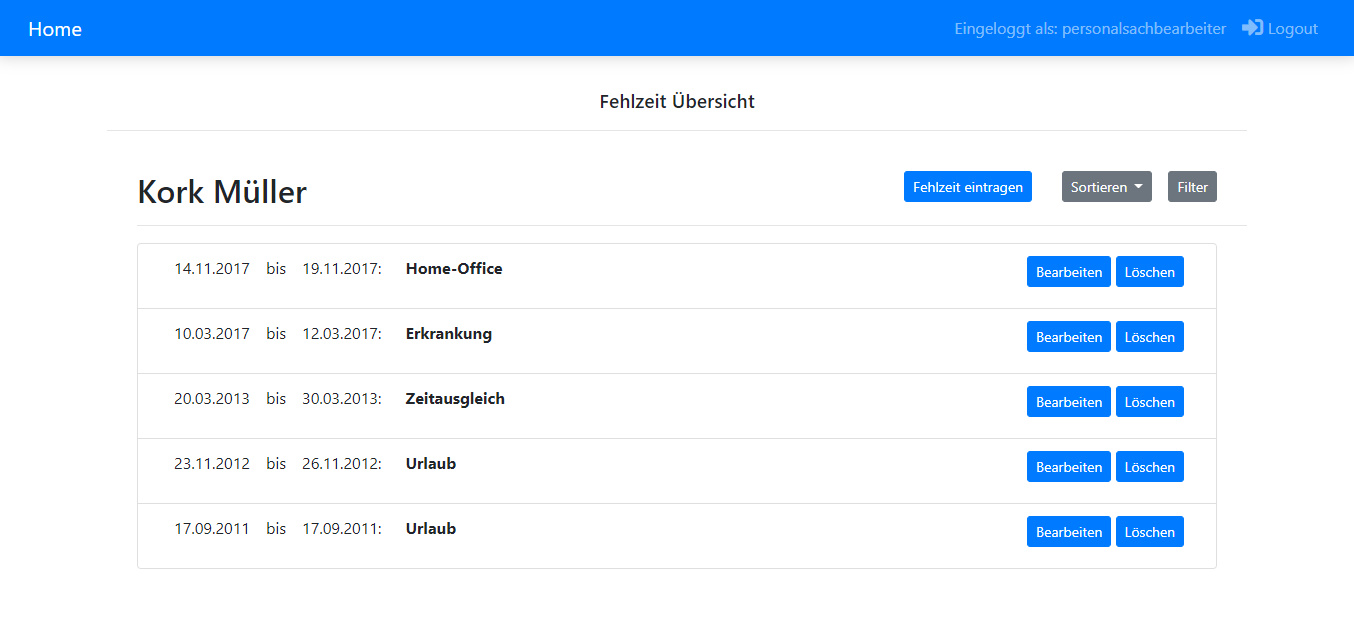 Home Eingeloggt als: personalsachbearbeiter Logout
Fehlzeit Übersicht
Kork Müller Fehlzeit eintragen Sortieren Filter
14.11.2017 bis 19.11.2017: Home-Office Bearbeiten Löschen
10.03.2017 bis 12.03.2017: Erkrankung Bearbeiten Löschen
20.03.2013 bis 30.03.2013: Zeitausgleich Bearbeiten Löschen
23.11.2012 bis 26.11.2012: Urlaub Bearbeiten Löschen
17.09.2011 bis 17.09.2011: Urlaub Bearbeiten Löschen